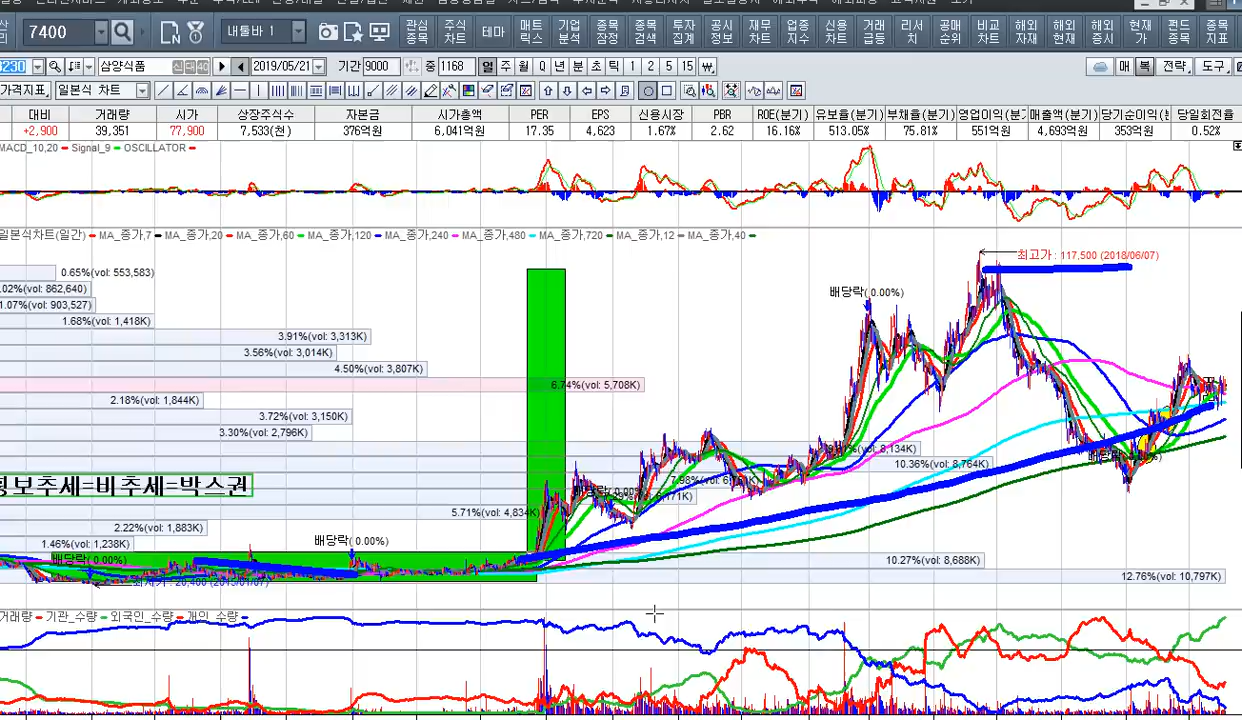 7400 내툴바 1 관심 주식 테마 매트 기업 종목 종목 투자 공시 재무 업종 신용 거래 리서 공매 비교 해외 해외 해외 현재 펀드 종목
종목 차트 릭스 분석 잠정 검색 집계 정보 차트 지수 차트 급등 치 순위 차트 자재 현재 증시 가 종목 지표
3230 삼양식품 2019/05/21 기간 9000 중 1168 일 주 월 Q 년 분 초 틱 1 2 5 15 매 복 전략 도구
가격지표 일본식 차트
대비 거래량 시가 상장주식수 자본금 시가총액 PER EPS 신용시장 PBR ROE(분기) 유보율(분기) 부채율(분기) 영업이익(분기 매출액(분기) 당기순이익(분 당일회전율
+2,900 39,351 77,900 7,533(천) 376억원 6,041억원 17.35 4,623 1.67% 2.62 16.16% 513.05% 75.81% 551억원 4,693억원 353억원 0.52%
MACD_10,20 Signal_9 OSCILLATOR
일본식차트(일간) MA_종가,7 MA_종가,20 MA_종가,60 MA_종가,120 MA_종가,240 MA_종가,480 MA_종가,720 MA_종가,12 MA_종가,40
최고가 : 117,500 (2018/06/07)
0.65%(vol: 553,583)
.02%(vol: 862,640)
배당락( 0.00%)
1.07%(vol: 903,527)
1.68%(vol: 1,418K)
3.91%(vol: 3,313K)
3.56%(vol: 3,014K)
4.50%(vol: 3,807K)
6.74%(vol: 5,708K)
2.18%(vol: 1,844K)
3.72%(vol: 3,150K)
3.30%(vol: 2,796K)
8,134K)
배당락( 0.00%)
10.36%(vol: 8,764K)
횡보추세=비추세=박스권
5.71%(vol: 4,834K)
2.22%(vol: 1,883K)
1.46%(vol: 1,238K)
배당락( 0.00%)
배당락( 0.00%)
10.27%(vol: 8,688K)
12.76%(vol: 10,797K)
최저가 : 20,400 (2015/01/07)
거래량 기관_수량 외국인_수량 개인_수량